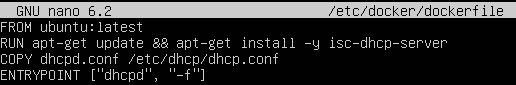 GNU nano 6.2 /etc/docker/dockerfile
FROM ubuntu:latest
RUN apt-get update && apt-get install -y isc-dhcp-server
COPY dhcpd.conf /etc/dhcp/dhcp.conf
ENTRYPOINT ["dhcpd", "-f"]